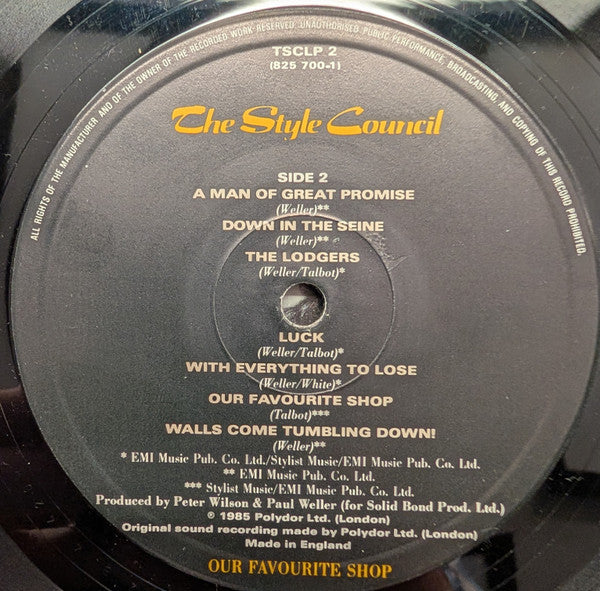 ALL RIGHTS OF THE MANUFACTURER AND OF THE OWNER OF THE RECORDED WORK RESERVED. UNAUTHORISED PUBLIC PERFORMANCE, BROADCASTING, AND COPYING OF THIS RECORD PROHIBITED.
TSCLP 2
(825 700-1)
The Style Council
SIDE 2
A MAN OF GREAT PROMISE
(Weller)**
DOWN IN THE SEINE
(Weller)**
THE LODGERS
(Weller/Talbot)*
LUCK
(Weller/Talbot)*
WITH EVERYTHING TO LOSE
(Weller/White)*
OUR FAVOURITE SHOP
(Talbot)***
WALLS COME TUMBLING DOWN!
(Weller)**
* EMI Music Pub. Co. Ltd./Stylist Music/EMI Music Pub. Co. Ltd.
** EMI Music Pub. Co. Ltd.
*** Stylist Music/EMI Music Pub. Co. Ltd.
Produced by Peter Wilson & Paul Weller (for Solid Bond Prod. Ltd.)
℗ 1985 Polydor Ltd. (London)
Original sound recording made by Polydor Ltd. (London)
Made in England
OUR FAVOURITE SHOP